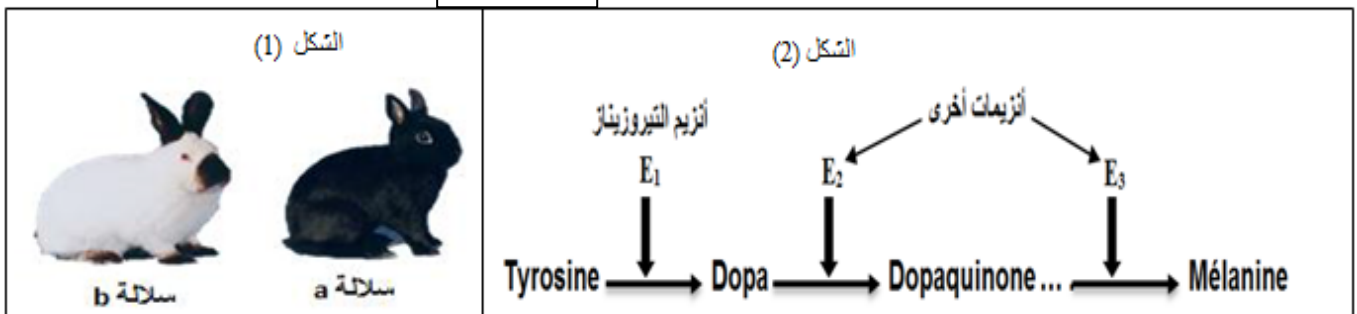 الشكل (1)
سلالة a
سلالة b
الشكل (2)
أنزيمات أخرى
أنزيم التيروزيناز
E₁
E₂
E₃
Tyrosine
Dopa
Dopaquinone ...
Mélanine